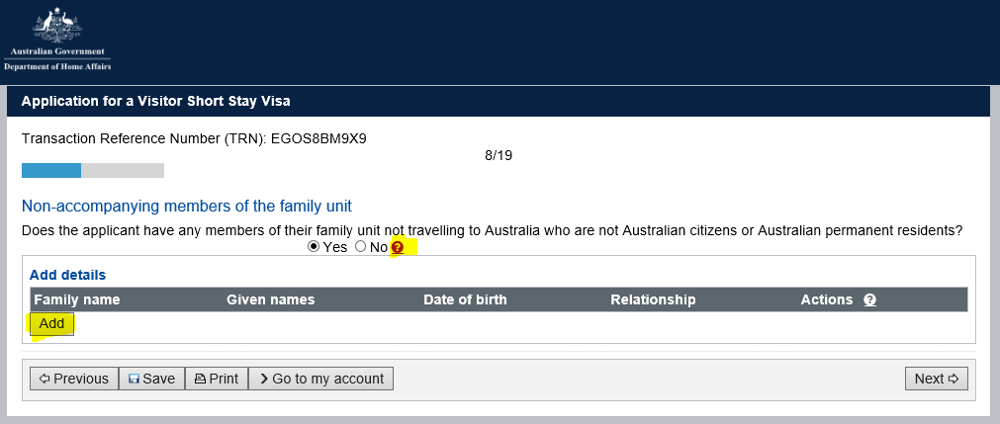 Australian Government
Department of Home Affairs
Application for a Visitor Short Stay Visa
Transaction Reference Number (TRN): EGOS8BM9X9
8/19
Non-accompanying members of the family unit
Does the applicant have any members of their family unit not travelling to Australia who are not Australian citizens or Australian permanent residents?
Yes No ?
Add details
Family name Given names Date of birth Relationship Actions ?
Add
Previous Save Print Go to my account Next